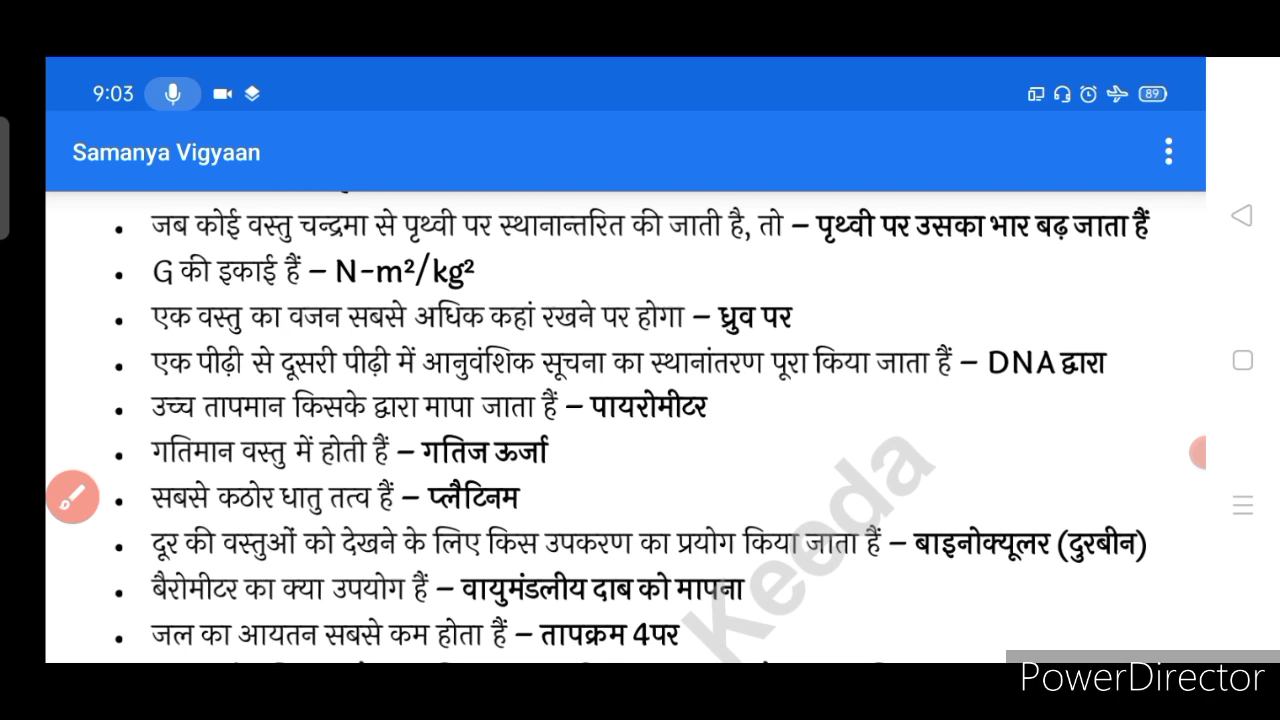 9:03
89
Samanya Vigyaan
• जब कोई वस्तु चन्द्रमा से पृथ्वी पर स्थानान्तरित की जाती है, तो – पृथ्वी पर उसका भार बढ़ जाता हैं
• G की इकाई हैं – N-m²/kg²
• एक वस्तु का वजन सबसे अधिक कहां रखने पर होगा – ध्रुव पर
• एक पीढ़ी से दूसरी पीढ़ी में आनुवंशिक सूचना का स्थानांतरण पूरा किया जाता हैं – DNA द्वारा
• उच्च तापमान किसके द्वारा मापा जाता हैं – पायरोमीटर
• गतिमान वस्तु में होती हैं – गतिज ऊर्जा
• सबसे कठोर धातु तत्व हैं – प्लैटिनम
• दूर की वस्तुओं को देखने के लिए किस उपकरण का प्रयोग किया जाता हैं – बाइनोक्यूलर (दुरबीन)
• बैरोमीटर का क्या उपयोग हैं – वायुमंडलीय दाब को मापना
• जल का आयतन सबसे कम होता हैं – तापक्रम 4पर
Keeda
PowerDirector